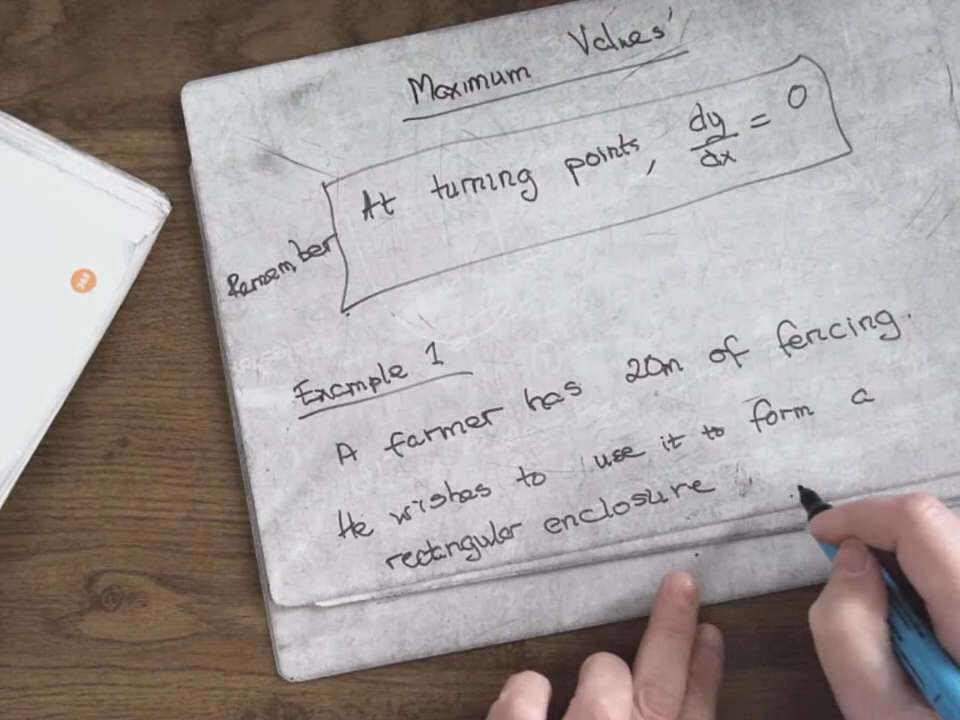 Maximum Values
Remember
At turning points, dy/dx = 0
Example 1
A farmer has 20m of fencing.
He wishes to use it to form a
rectangular enclosure
245